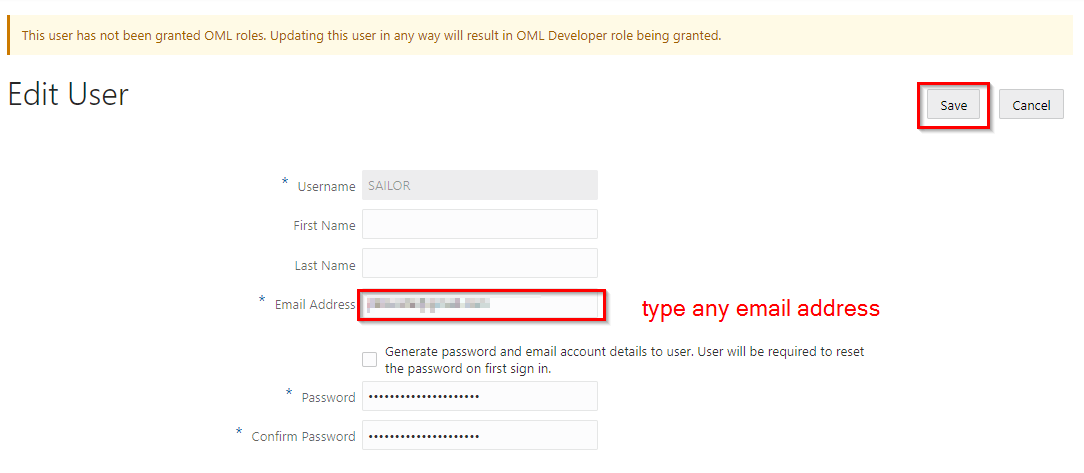 This user has not been granted OML roles. Updating this user in any way will result in OML Developer role being granted.
Edit User
Save Cancel
* Username SAILOR
First Name
Last Name
* Email Address
type any email address
Generate password and email account details to user. User will be required to reset
the password on first sign in.
* Password •••••••••••••••••••••
* Confirm Password •••••••••••••••••••••